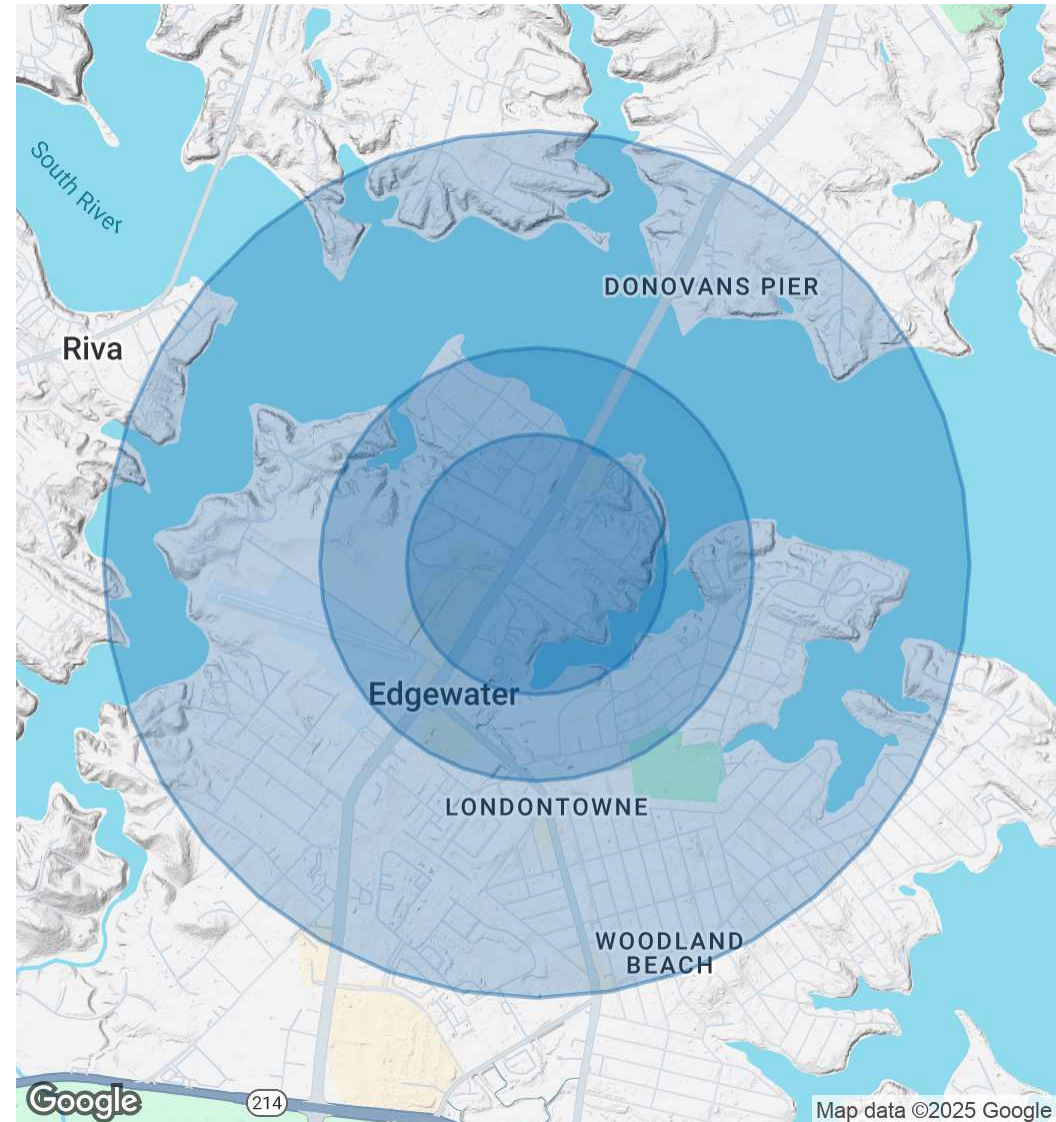 South River
DONOVANS PIER
Riva
Edgewater
LONDONTOWNE
WOODLAND
BEACH
Google
214
Map data ©2025 Google